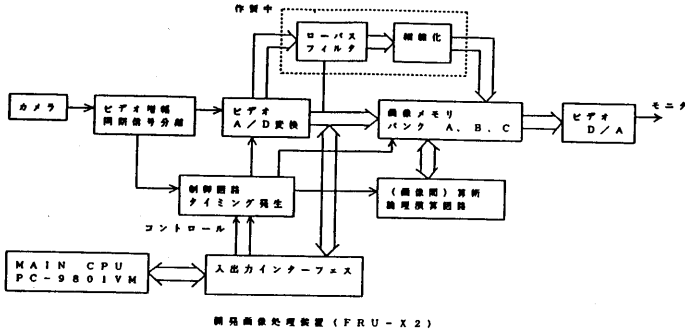 作製中
ローパス
フィルタ
細線化
カメラ
ビデオ増幅
同期信号分離
ビデオ
A/D変換
画像メモリ
バンク A、B、C
ビデオ
D/A
モニタ
制御回路
タイミング発生
(画像間)算術
論理演算回路
コントロール
MAIN CPU
PC-9801VM
入出力インターフェス
開発画像処理装置(FRU-X2)